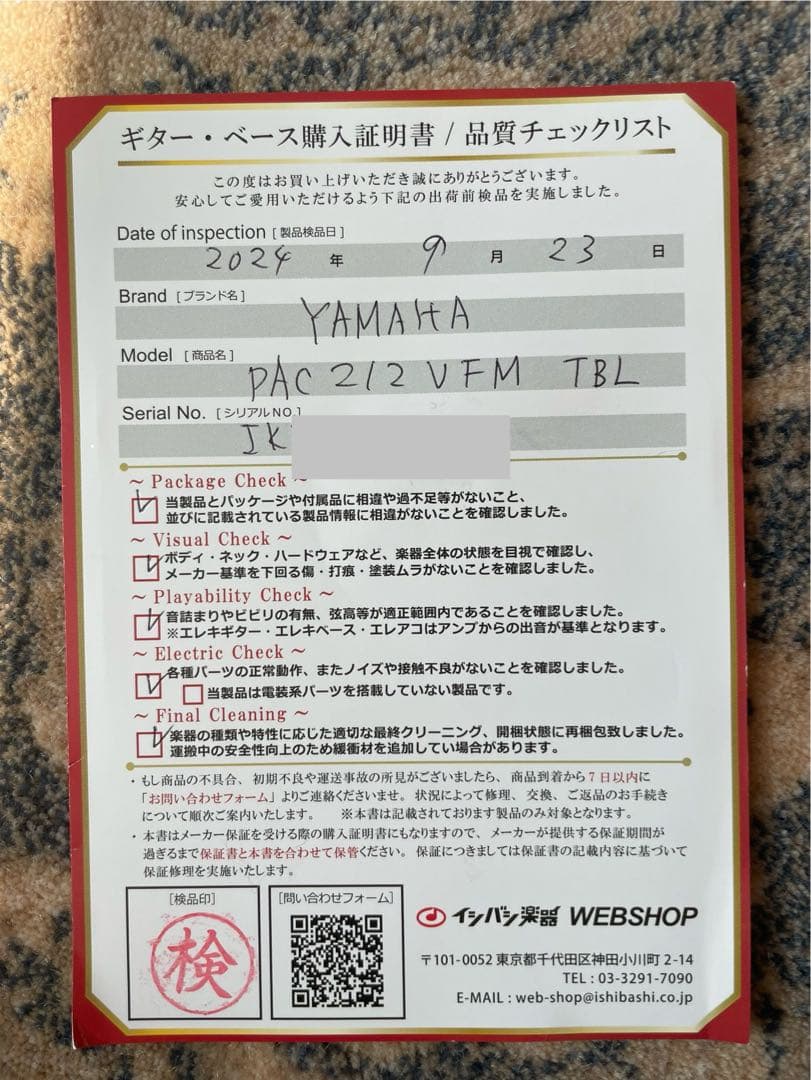 ギター・ベース購入証明書 / 品質チェックリスト
この度はお買い上げいただき誠にありがとうございます。
安心してご愛用いただけるよう下記の出荷前検品を実施しました。
Date of inspection [製品検品日]
2024 年 9 月 23 日
Brand [ブランド名]
YAMAHA
Model [商品名]
PAC 212 VFM TBL
Serial No. [シリアルNO.]
IK
~ Package Check ~
当製品とパッケージや付属品に相違や過不足等がないこと、
並びに記載されている製品情報に相違がないことを確認しました。
~ Visual Check ~
ボディ・ネック・ハードウェアなど、楽器全体の状態を目視で確認し、
メーカー基準を下回る傷・打痕・塗装ムラがないことを確認しました。
~ Playability Check ~
音詰まりやビビリの有無、弦高等が適正範囲内であることを確認しました。
※エレキギター・エレキベース・エレアコはアンプからの出音が基準となります。
~ Electric Check ~
各種パーツの正常動作、またノイズや接触不良がないことを確認しました。
当製品は電装系パーツを搭載していない製品です。
~ Final Cleaning ~
楽器の種類や特性に応じた適切な最終クリーニング、開梱状態に再梱包致しました。
運搬中の安全性向上のため緩衝材を追加してい場合があります。
・もし商品の不具合、初期不良や運送事故の所見がございましたら、商品到着から7日以内に
「お問い合わせフォーム」よりご連絡くださいませ。状況によって修理、交換、ご返品のお手続き
について順次ご案内いたします。 ※本書は記載されております製品のみ対象となります。
・本書はメーカー保証を受ける際の購入証明書にもなりますので、メーカーが提供する保証期間が
過ぎるまで保証書と本書を合わせて保管ください。保証につきましては保証書の記載内容に基づいて
保証修理を実施いたします。
[検品印]
検
[問い合わせフォーム]
イシバシ楽器 WEBSHOP
〒101-0052 東京都千代田区神田小川町 2-14
TEL : 03-3291-7090
E-MAIL : web-shop@ishibashi.co.jp